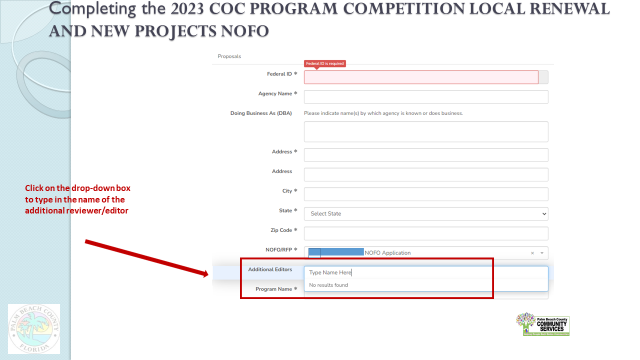 Completing the 2023 COC PROGRAM COMPETITION LOCAL RENEWAL
AND NEW PROJECTS NOFO
Proposals
Federal ID is required
Federal ID *
Agency Name *
Doing Business As (DBA)
Please indicate name(s) by which agency is known or does business.
Address *
Address
City *
State *
Select State
Zip Code *
NOFO/RFP *
NOFO Application
×
Additional Editors
Type Name Here
No results found
Program Name *
Click on the drop-down box
to type in the name of the
additional reviewer/editor
PALM BEACH COUNTY
FLORIDA
Palm Beach County
COMMUNITY
SERVICES